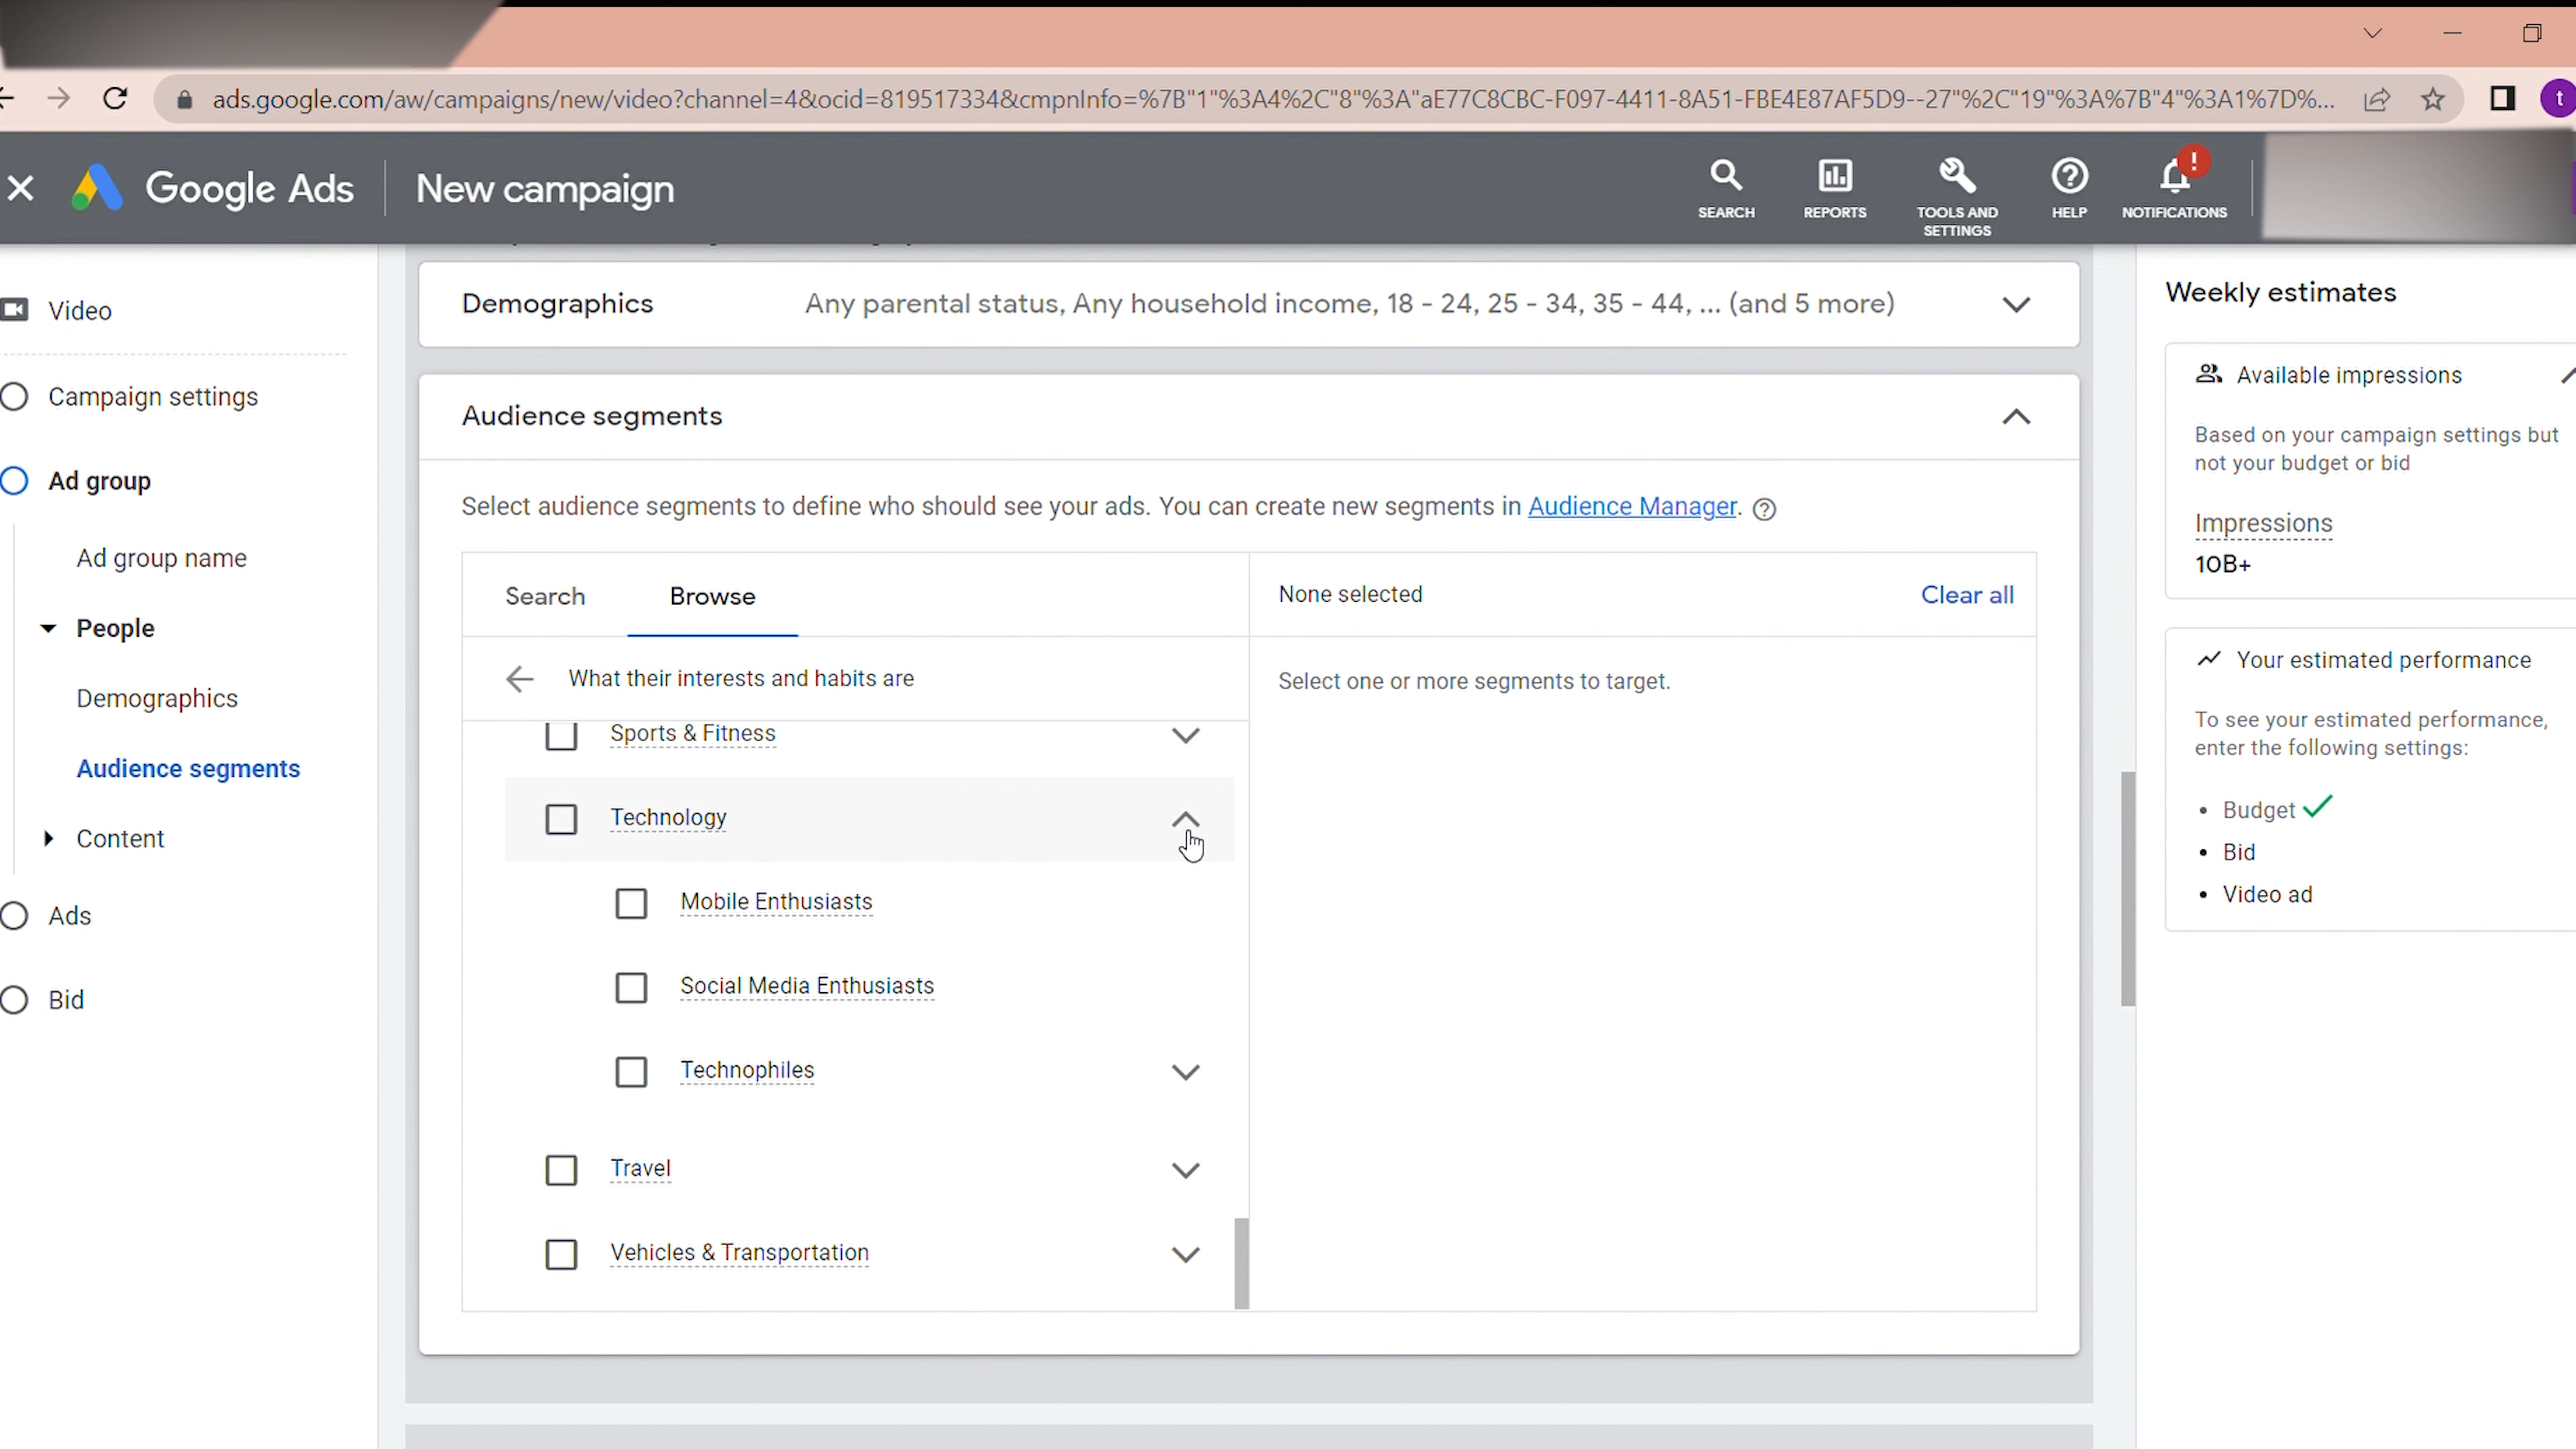 ads.google.com/aw/campaigns/new/video?channel=4&ocid=819517334&cmpnInfo=%7B"1"%3A4%2C"8"%3A"aE77C8CBC-F097-4411-8A51-FBE4E87AF5D9--27"%2C"19"%3A%7B"4"%3A1%7D%...
t
Google Ads
New campaign
SEARCH
REPORTS
TOOLS AND
SETTINGS
HELP
!
NOTIFICATIONS
Video
Campaign settings
Ad group
Ad group name
People
Demographics
Audience segments
Content
Ads
Bid
Demographics
Any parental status, Any household income, 18 - 24, 25 - 34, 35 - 44, ... (and 5 more)
Audience segments
Select audience segments to define who should see your ads. You can create new segments in Audience Manager.
Search
Browse
What their interests and habits are
Sports & Fitness
Technology
Mobile Enthusiasts
Social Media Enthusiasts
Technophiles
Travel
Vehicles & Transportation
None selected
Clear all
Select one or more segments to target.
Weekly estimates
Available impressions
Based on your campaign settings but
not your budget or bid
Impressions
10B+
Your estimated performance
To see your estimated performance,
enter the following settings:
• Budget
• Bid
• Video ad